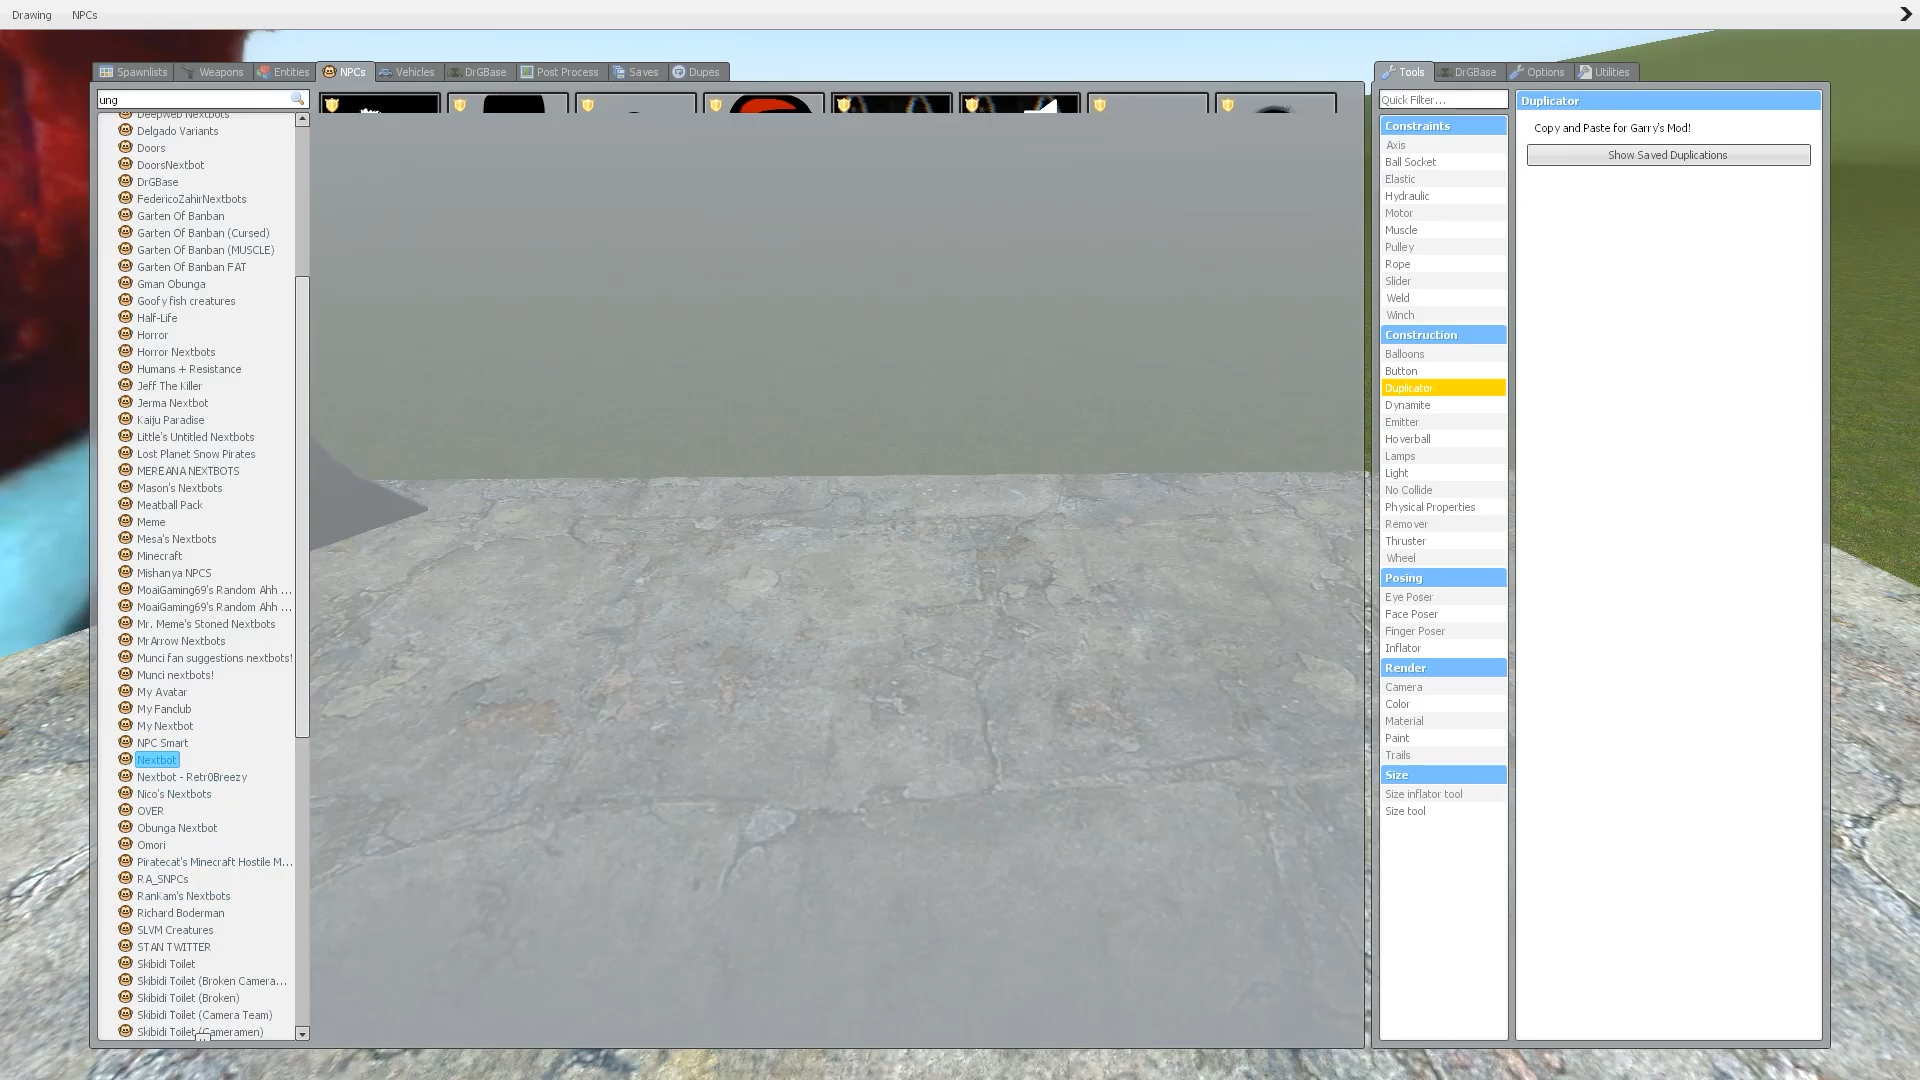 Drawing
NPCs
Spawnlists
Weapons
Entities
NPCs
Vehicles
DrGBase
Post Process
Saves
Dupes
ung
Deepweb Nextbots
Delgado Variants
Doors
DoorsNextbot
DrGBase
FedericoZahirNextbots
Garten Of Banban
Garten Of Banban (Cursed)
Garten Of Banban (MUSCLE)
Garten Of Banban FAT
Gman Obunga
Goofy fish creatures
Half-Life
Horror
Horror Nextbots
Humans + Resistance
Jeff The Killer
Jerma Nextbot
Kaiju Paradise
Little's Untitled Nextbots
Lost Planet Snow Pirates
MEREANA NEXTBOTS
Mason's Nextbots
Meatball Pack
Meme
Mesa's Nextbots
Minecraft
Mishanya NPCS
MoaiGaming69's Random Ahh ...
MoaiGaming69's Random Ahh ...
Mr. Meme's Stoned Nextbots
MrArrow Nextbots
Munci fan suggestions nextbots!
Munci nextbots!
My Avatar
My Fanclub
My Nextbot
NPC Smart
Nextbot
Nextbot - Retr0Breezy
Nico's Nextbots
OVER
Obunga Nextbot
Omori
Piratecat's Minecraft Hostile M...
RA_SNPCs
RanKam's Nextbots
Richard Boderman
SLVM Creatures
STAN TWITTER
Skibidi Toilet
Skibidi Toilet (Broken Camera...
Skibidi Toilet (Broken)
Skibidi Toilet (Camera Team)
Skibidi Toilet (Cameramen)
Tools
DrGBase
Options
Utilities
Quick Filter...
Constraints
Axis
Ball Socket
Elastic
Hydraulic
Motor
Muscle
Pulley
Rope
Slider
Weld
Winch
Construction
Balloons
Button
Duplicator
Dynamite
Emitter
Hoverball
Lamps
Light
No Collide
Physical Properties
Remover
Thruster
Wheel
Posing
Eye Poser
Face Poser
Finger Poser
Inflator
Render
Camera
Color
Material
Paint
Trails
Size
Size inflator tool
Size tool
Duplicator
Copy and Paste for Garry's Mod!
Show Saved Duplications